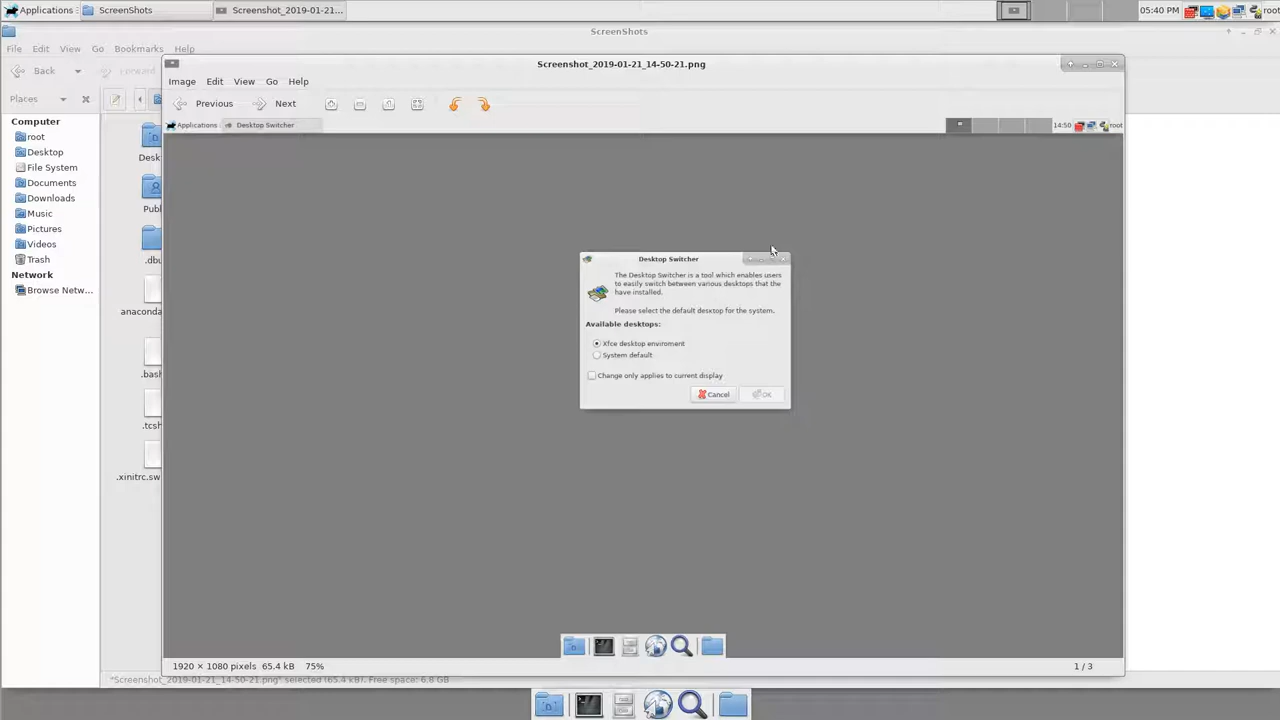 Applications
ScreenShots
Screenshot_2019-01-21...
05:40 PM
root
ScreenShots
File Edit View Go Bookmarks Help
Back
Forward
Places
Computer
root
Desktop
File System
Documents
Downloads
Music
Pictures
Videos
Trash
Network
Browse Netw...
Desk
Publ
.dbu
anaconda
.bash
.tcsh
.xinitrc.sw
Screenshot_2019-01-21_14-50-21.png
Image Edit View Go Help
Previous Next
Applications Desktop Switcher
14:50 root
Desktop Switcher
The Desktop Switcher is a tool which enables users
to easily switch between various desktops that the
have installed.
Please select the default desktop for the system.
Available desktops:
Xfce desktop enviroment
System default
Change only applies to current display
Cancel OK
1920 × 1080 pixels 65.4 kB 75% 1 / 3
"Screenshot_2019-01-21_14-50-21.png" selected (65.4 kB), Free space: 6.8 GB